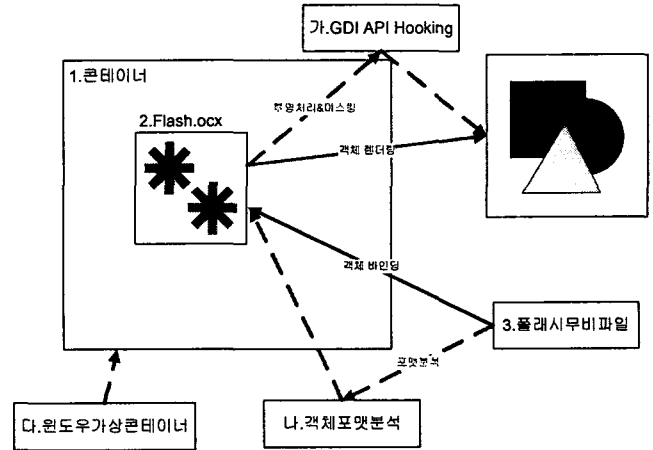 가.GDI API Hooking
1.콘테이너
투명처리&마스킹
2.Flash.ocx
객체 렌더링
객체 바인딩
3.플래시무비파일
포맷분석
다.윈도우가상콘테이너
나.객체포맷분석